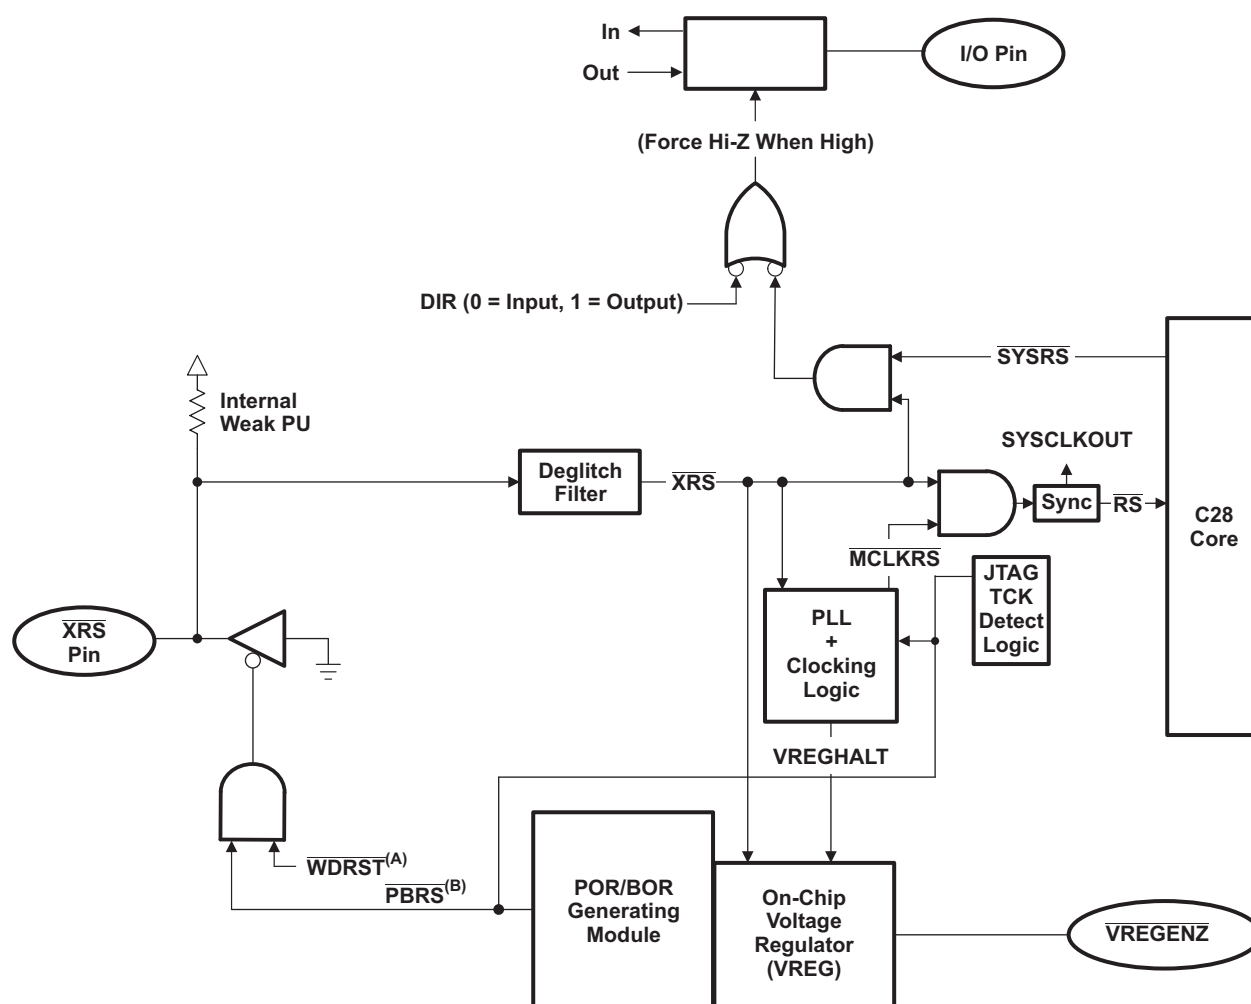 In
Out
I/O Pin
(Force Hi-Z When High)
DIR (0 = Input, 1 = Output)
SYSRS
Internal
Weak PU
SYSCLKOUT
Deglitch
Filter
XRS
Sync
RS
C28
Core
MCLKRS
JTAG
TCK
Detect
Logic
XRS
Pin
PLL
+
Clocking
Logic
VREGHALT
WDRST(A)
PBRS(B)
POR/BOR
Generating
Module
On-Chip
Voltage
Regulator
(VREG)
VREGENZ